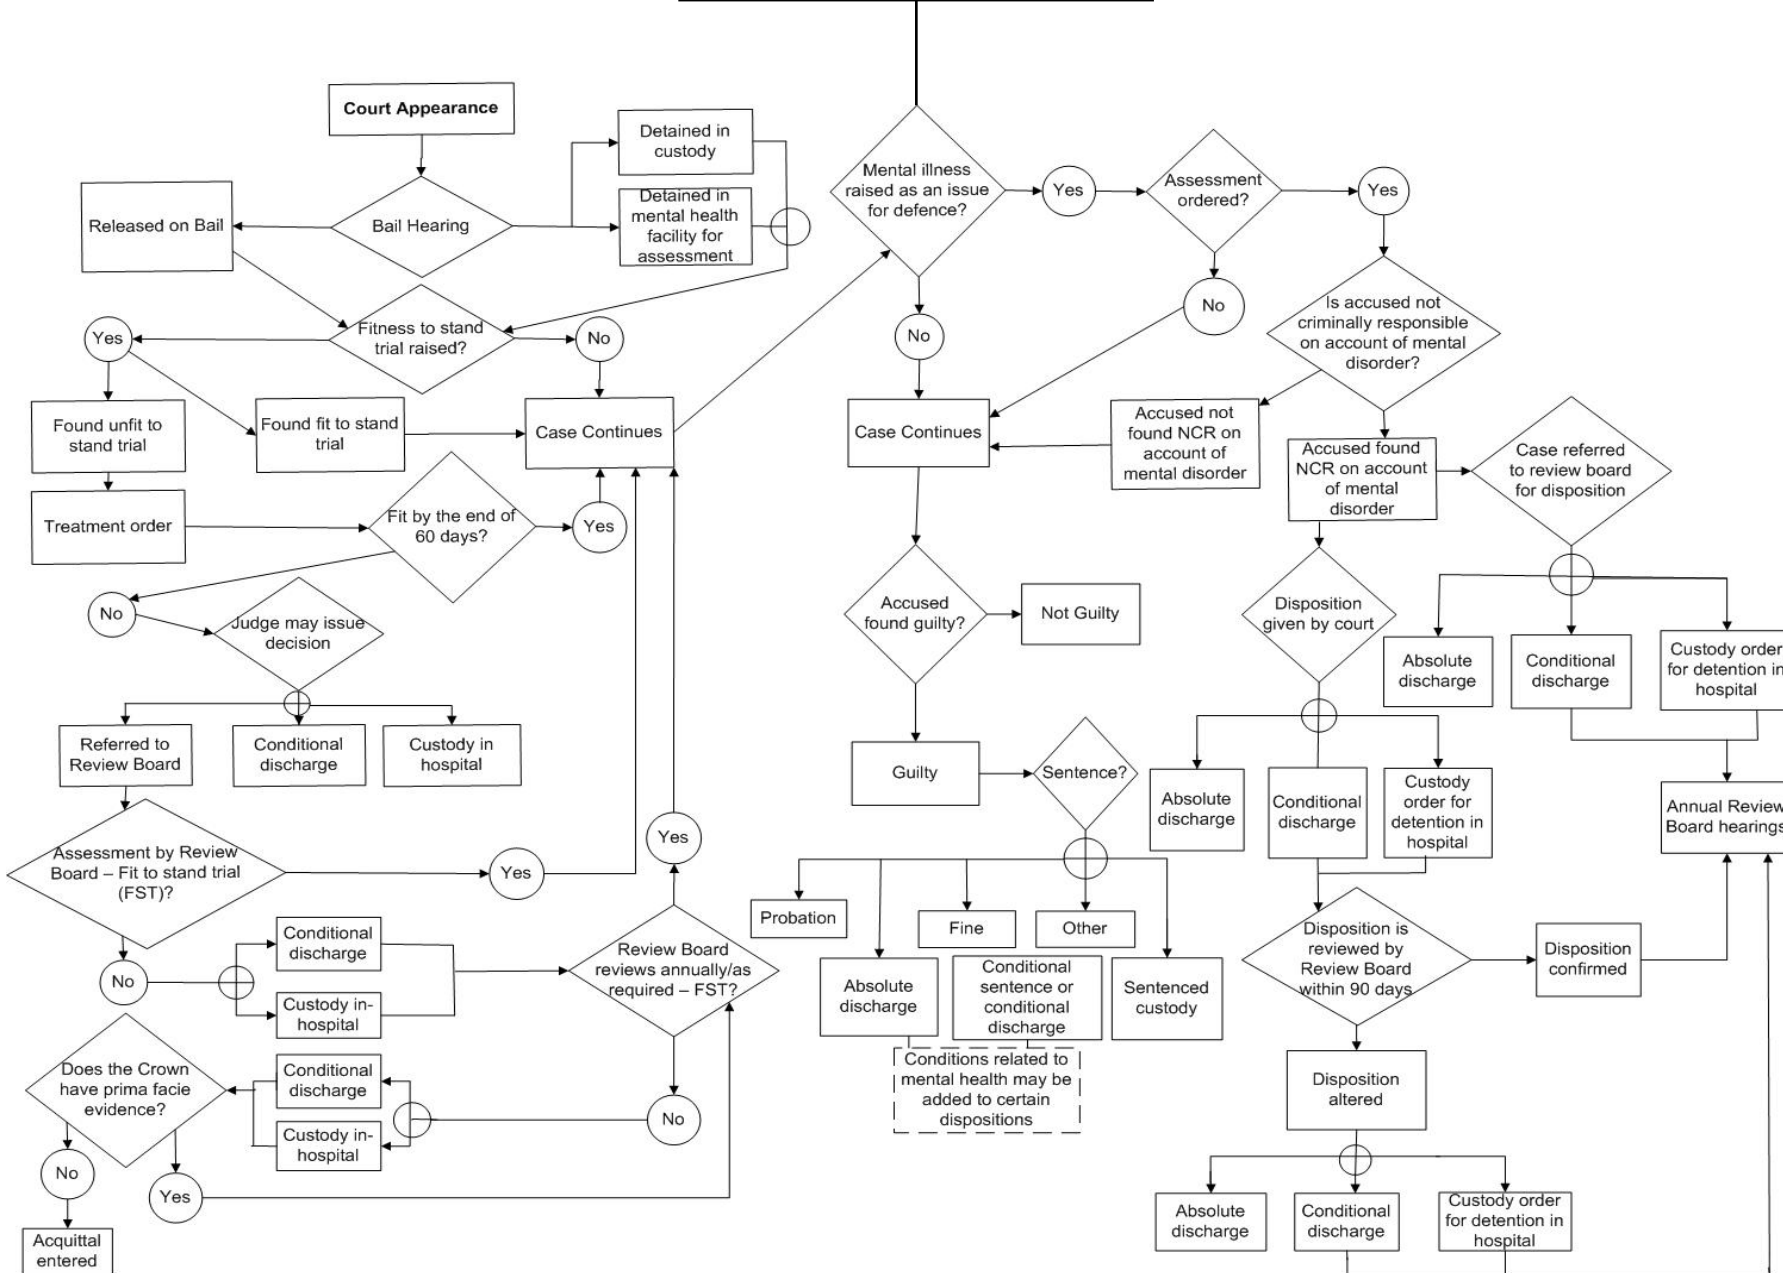 Court Appearance
Bail Hearing
Released on Bail
Detained in
custody
Detained in
mental health
facility for
assessment
Fitness to stand
trial raised?
Yes
No
Found unfit to
stand trial
Found fit to stand
trial
Case Continues
Treatment order
Fit by the end of
60 days?
Yes
No
Judge may issue
decision
Referred to
Review Board
Conditional
discharge
Custody in
hospital
Assessment by Review
Board – Fit to stand trial
(FST)?
Yes
No
Conditional
discharge
Custody in-
hospital
Review Board
reviews annually/as
required – FST?
Yes
No
Conditional
discharge
Custody in-
hospital
Does the Crown
have prima facie
evidence?
No
Yes
Acquittal
entered
Mental illness
raised as an issue
for defence?
Yes
No
Assessment
ordered?
Yes
No
Is accused not
criminally responsible
on account of mental
disorder?
Case Continues
Accused not
found NCR on
account of
mental disorder
Accused found
NCR on account
of mental
disorder
Case referred
to review board
for disposition
Absolute
discharge
Conditional
discharge
Custody order
for detention in
hospital
Annual Review
Board hearings
Accused
found guilty?
Not Guilty
Guilty
Sentence?
Probation
Absolute
discharge
Fine
Conditional
sentence or
conditional
discharge
Other
Sentenced
custody
Conditions related to
mental health may be
added to certain
dispositions
Disposition
given by court
Absolute
discharge
Conditional
discharge
Custody
order for
detention in
hospital
Disposition is
reviewed by
Review Board
within 90 days
Disposition
confirmed
Disposition
altered
Absolute
discharge
Conditional
discharge
Custody order
for detention in
hospital